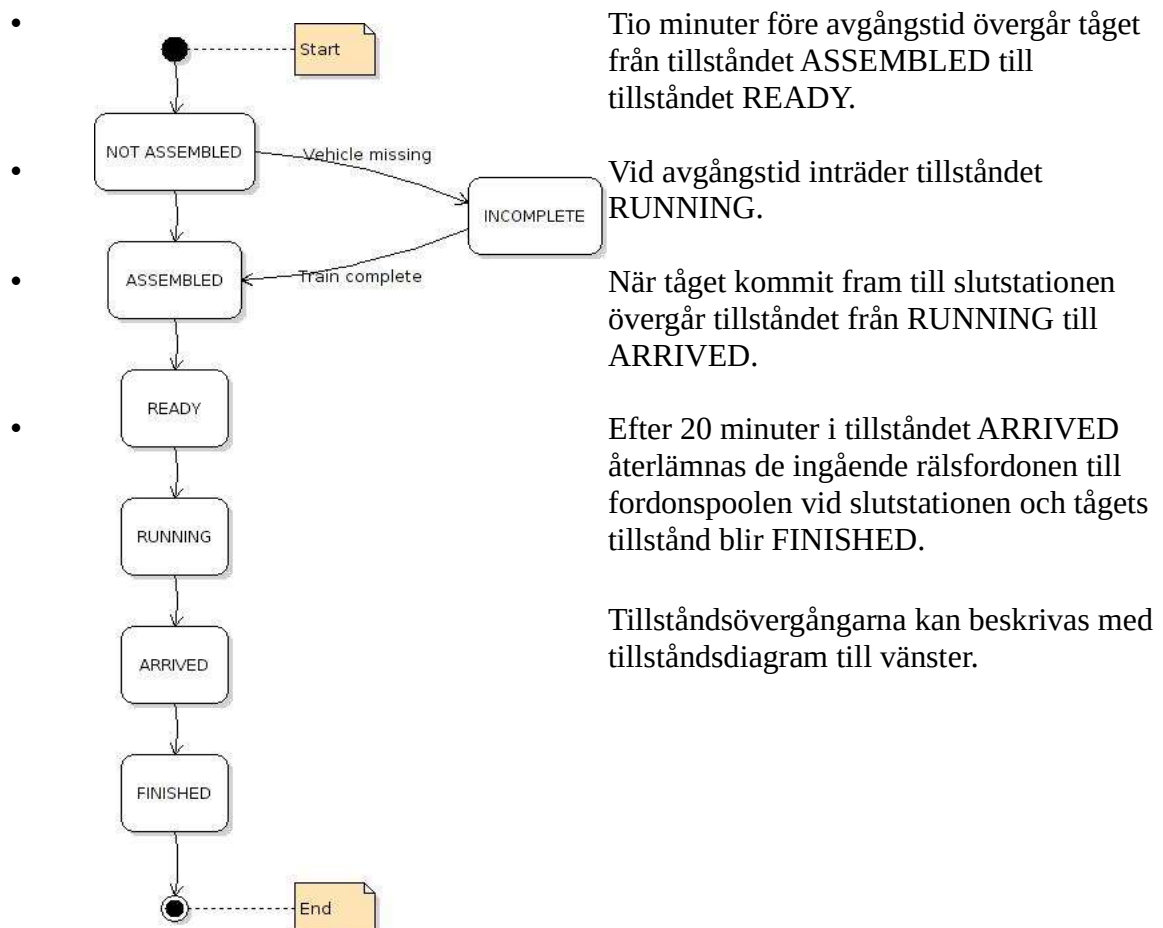 Start
NOT ASSEMBLED
Vehicle missing
INCOMPLETE
ASSEMBLED
Train complete
READY
RUNNING
ARRIVED
FINISHED
End
• Tio minuter före avgångstid övergår tåget
från tillståndet ASSEMBLED till
tillståndet READY.
• Vid avgångstid inträder tillståndet
RUNNING.
• När tåget kommit fram till slutstationen
övergår tillståndet från RUNNING till
ARRIVED.
• Efter 20 minuter i tillståndet ARRIVED
återlämnas de ingående rälsfordonen till
fordonspoolen vid slutstationen och tågets
tillstånd blir FINISHED.
Tillståndsövergångarna kan beskrivas med
tillståndsdiagram till vänster.